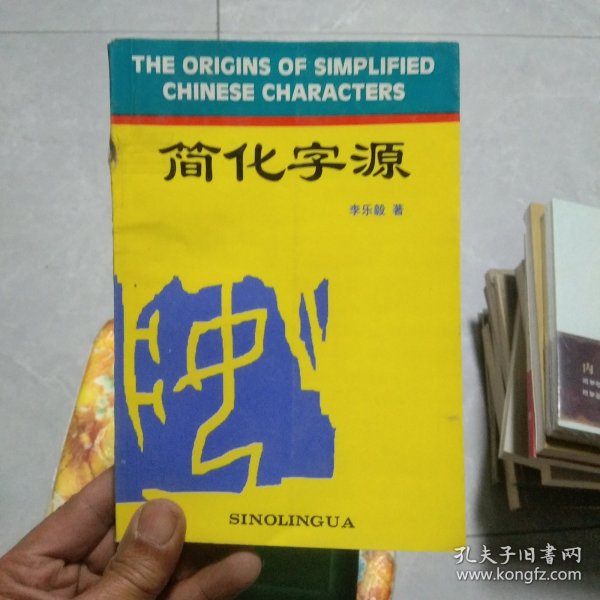 THE ORIGINS OF SIMPLIFIED
CHINESE CHARACTERS
简化字源
李乐毅 著
SINOLINGUA
内
孔夫子旧书网
www.kongfz.com